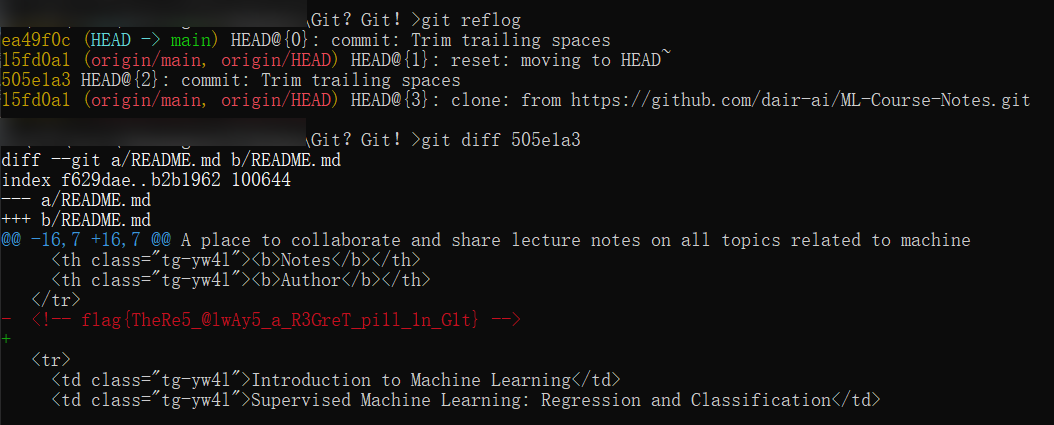 \Git? Git! >git reflog
ea49f0c (HEAD -> main) HEAD@{0}: commit: Trim trailing spaces
15fd0a1 (origin/main, origin/HEAD) HEAD@{1}: reset: moving to HEAD~
505e1a3 HEAD@{2}: commit: Trim trailing spaces
15fd0a1 (origin/main, origin/HEAD) HEAD@{3}: clone: from https://github.com/dair-ai/ML-Course-Notes.git
\Git? Git! >git diff 505e1a3
diff --git a/README.md b/README.md
index f629dae..b2b1962 100644
--- a/README.md
+++ b/README.md
@@ -16,7 +16,7 @@ A place to collaborate and share lecture notes on all topics related to machine
<th class="tg-yw4l"><b>Notes</b></th>
<th class="tg-yw4l"><b>Author</b></th>
</tr>
- <!-- flag{TheRe5_@lwAy5_a_R3GreT_pi1l_1n_G1t} -->
+
<tr>
<td class="tg-yw4l">Introduction to Machine Learning</td>
<td class="tg-yw4l">Supervised Machine Learning: Regression and Classification</td>